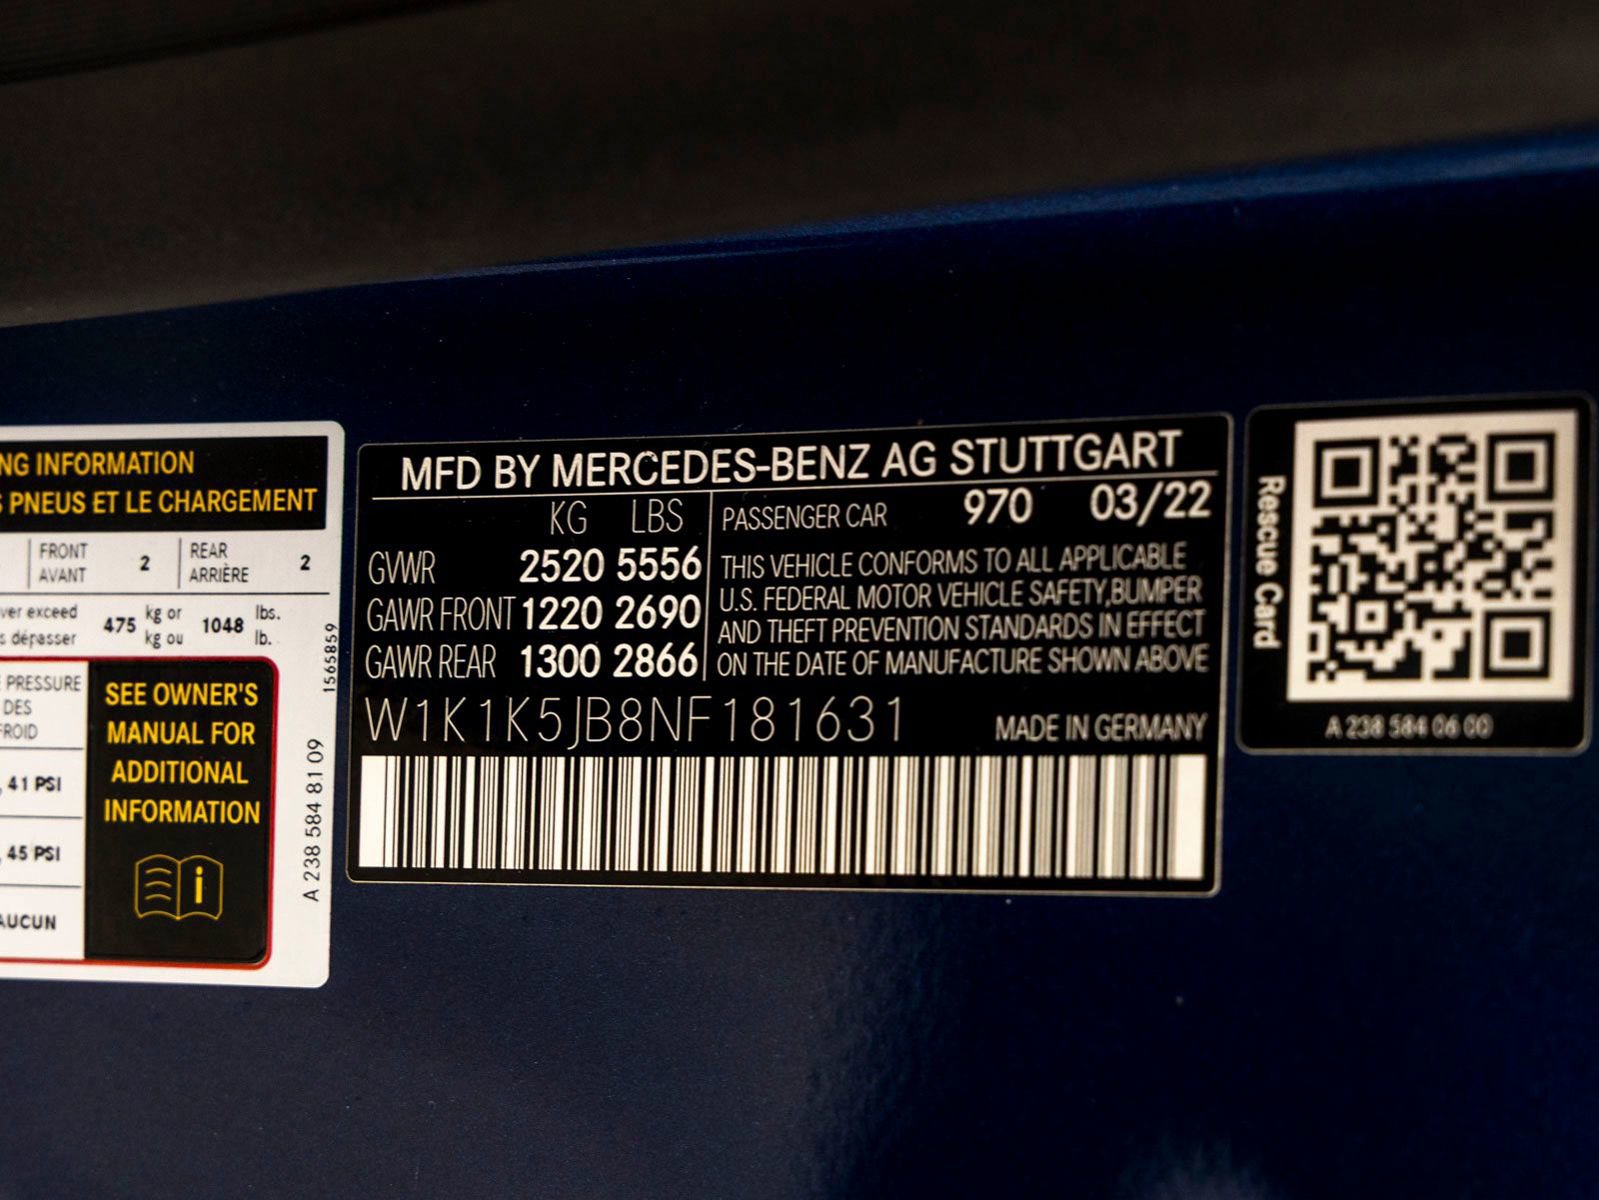 NG INFORMATION
S PNEUS ET LE CHARGEMENT
FRONT 2 REAR 2
AVANT ARRIÈRE
ver exceed 475 kg or 1048 lbs.
s dépasser kg ou lb.
PRESSURE
DES
FROID
, 41 PSI
, 45 PSI
AUCUN
SEE OWNER'S
MANUAL FOR
ADDITIONAL
INFORMATION
i
1565859
A 238 584 81 09
MFD BY MERCEDES-BENZ AG STUTTGART
KG LBS
GVWR 2520 5556
GAWR FRONT 1220 2690
GAWR REAR 1300 2866
PASSENGER CAR 970 03/22
THIS VEHICLE CONFORMS TO ALL APPLICABLE
U.S. FEDERAL MOTOR VEHICLE SAFETY,BUMPER
AND THEFT PREVENTION STANDARDS IN EFFECT
ON THE DATE OF MANUFACTURE SHOWN ABOVE
W1K1K5JB8NF181631
MADE IN GERMANY
Rescue Card
A 238 584 06 00